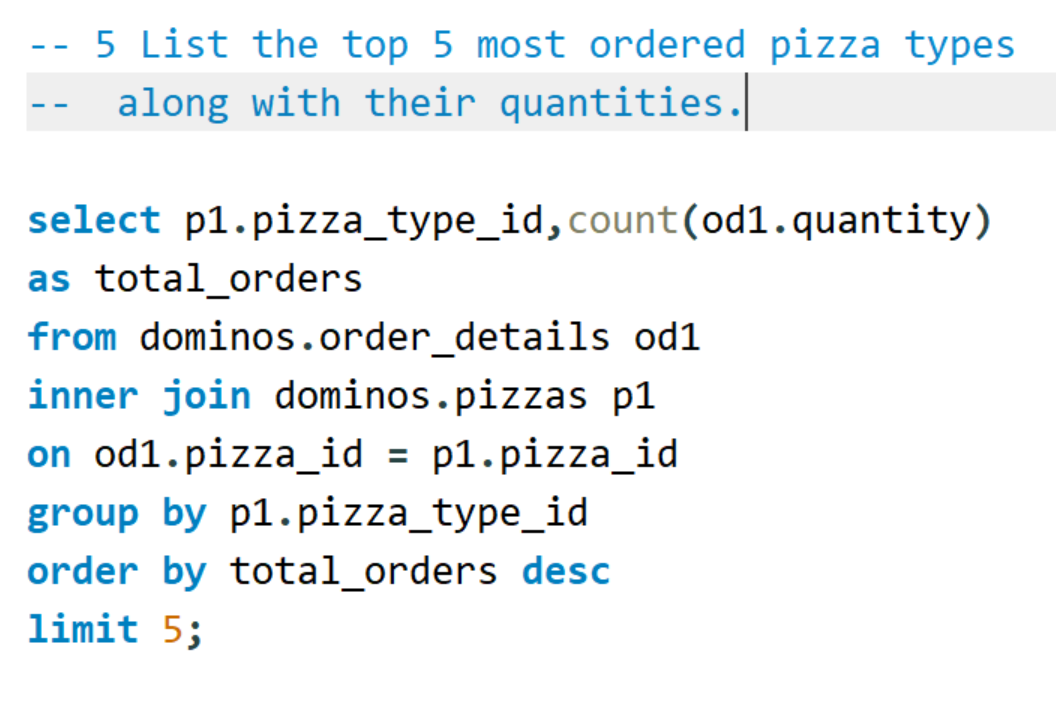 -- 5 List the top 5 most ordered pizza types
--  along with their quantities.
select p1.pizza_type_id,count(od1.quantity)
as total_orders
from dominos.order_details od1
inner join dominos.pizzas p1
on od1.pizza_id = p1.pizza_id
group by p1.pizza_type_id
order by total_orders desc
limit 5;